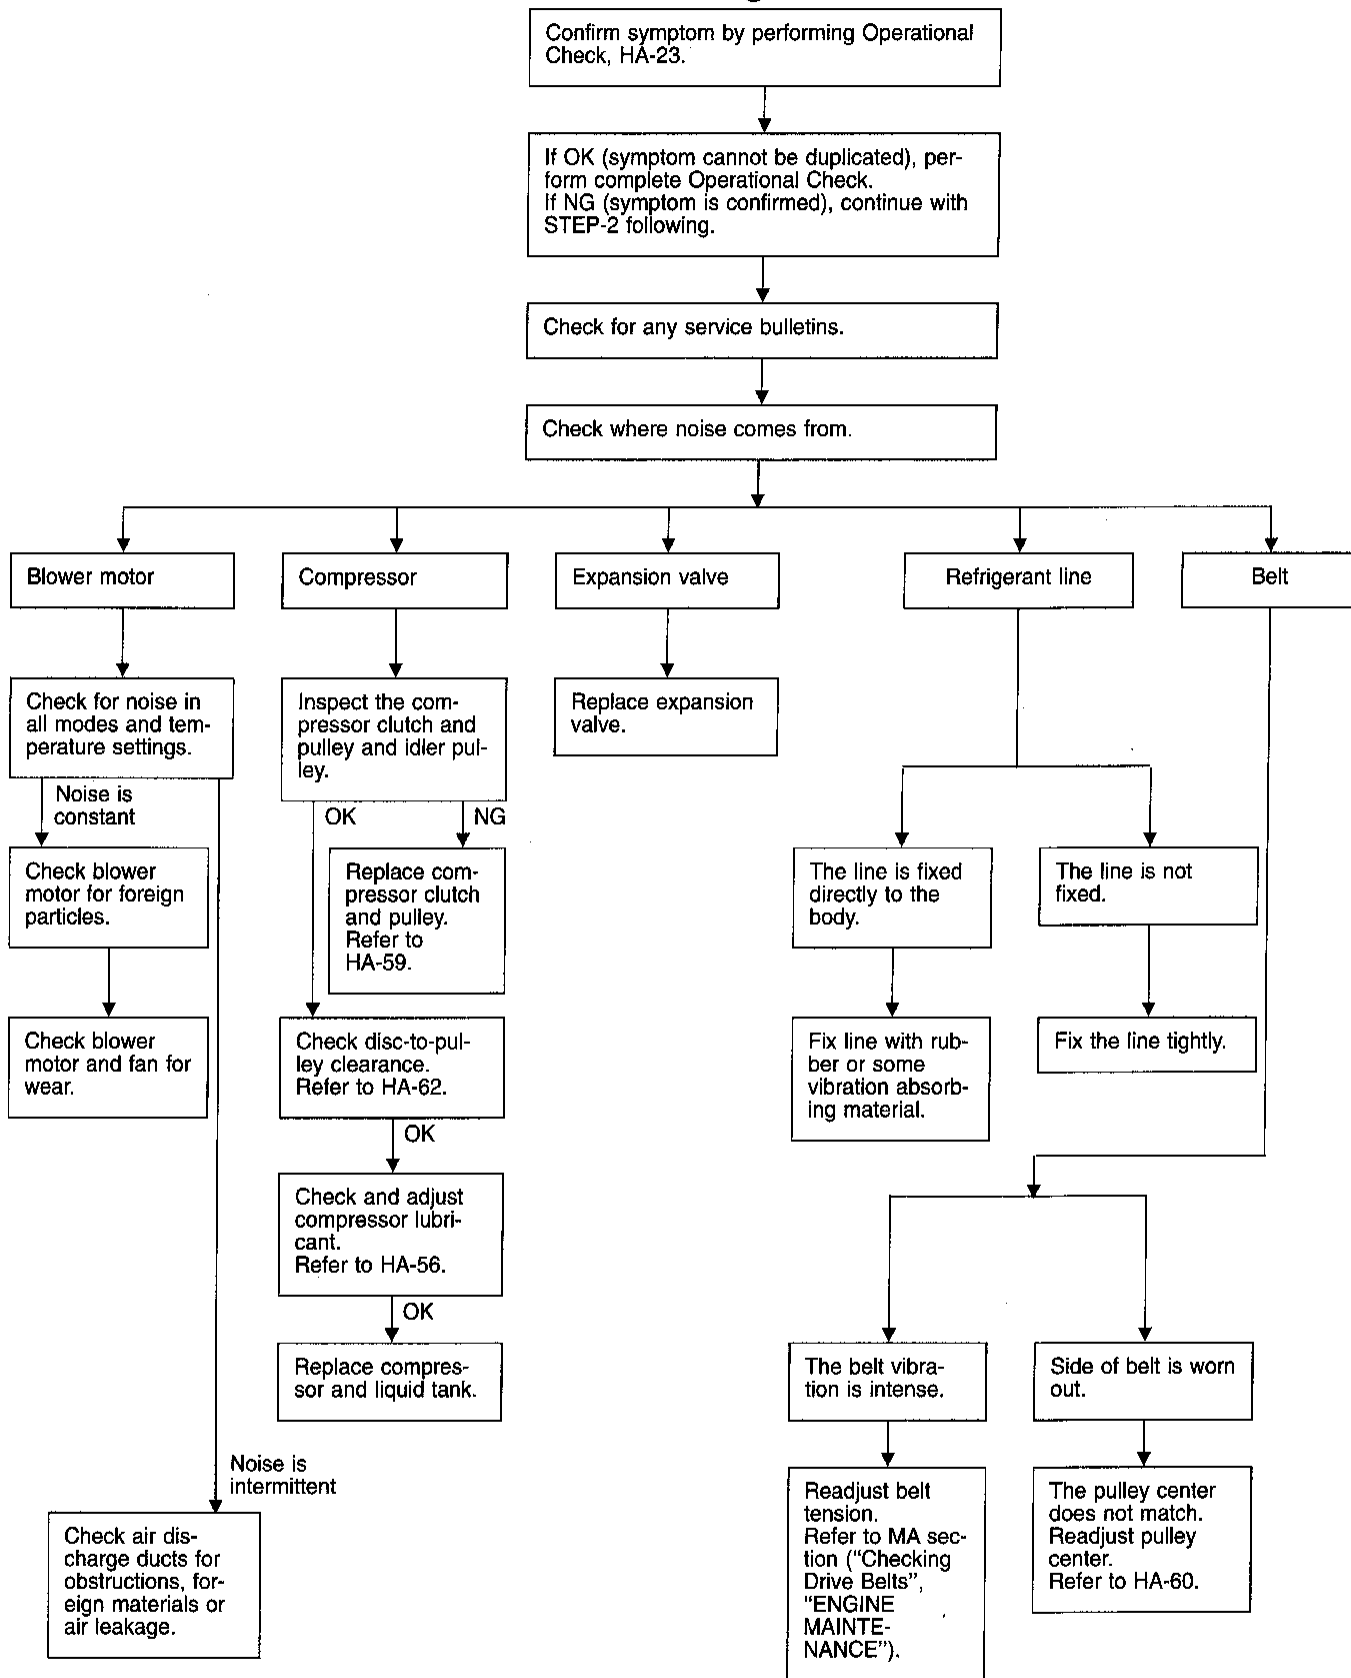 Confirm symptom by performing Operational
Check, HA-23.
If OK (symptom cannot be duplicated), per-
form complete Operational Check.
If NG (symptom is confirmed), continue with
STEP-2 following.
Check for any service bulletins.
Check where noise comes from.
Blower motor
Compressor
Expansion valve
Refrigerant line
Belt
Check for noise in
all modes and tem-
perature settings.
Inspect the com-
pressor clutch and
pulley and idler pul-
ley.
Replace expansion
valve.
Noise is
constant
OK
NG
Check blower
motor for foreign
particles.
Replace com-
pressor clutch
and pulley.
Refer to
HA-59.
The line is fixed
directly to the
body.
The line is not
fixed.
Check blower
motor and fan for
wear.
Check disc-to-pul-
ley clearance.
Refer to HA-62.
Fix line with rub-
ber or some
vibration absorb-
ing material.
Fix the line tightly.
OK
Check and adjust
compressor lubri-
cant.
Refer to HA-56.
OK
Replace compres-
sor and liquid tank.
The belt vibra-
tion is intense.
Side of belt is worn
out.
Noise is
intermittent
Check air dis-
charge ducts for
obstructions, for-
eign materials or
air leakage.
Readjust belt
tension.
Refer to MA sec-
tion ("Checking
Drive Belts",
"ENGINE
MAINTE-
NANCE").
The pulley center
does not match.
Readjust pulley
center.
Refer to HA-60.